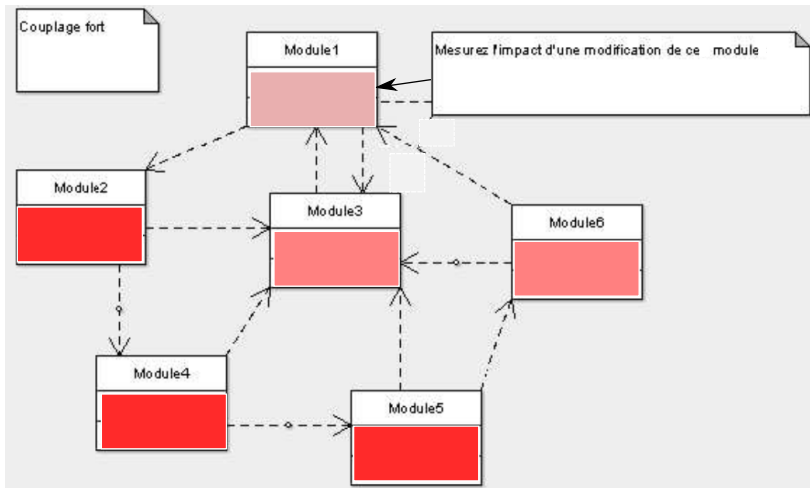 Couplage fort
Module1
Mesurez l'impact d'une modification de ce module
Module2
Module3
Module6
Module4
Module5